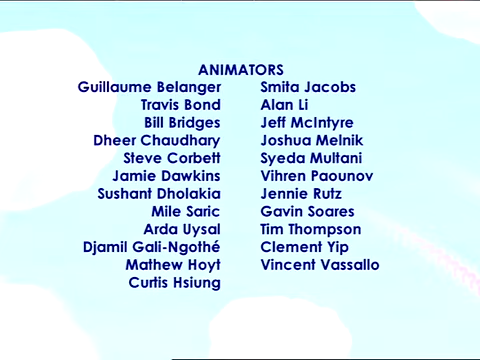 ANIMATORS
Guillaume Belanger Smita Jacobs
Travis Bond Alan Li
Bill Bridges Jeff McIntyre
Dheer Chaudhary Joshua Melnik
Steve Corbett Syeda Multani
Jamie Dawkins Vihren Paounov
Sushant Dholakia Jennie Rutz
Mile Saric Gavin Soares
Arda Uysal Tim Thompson
Djamil Gali-Ngothé Clement Yip
Mathew Hoyt Vincent Vassallo
Curtis Hsiung